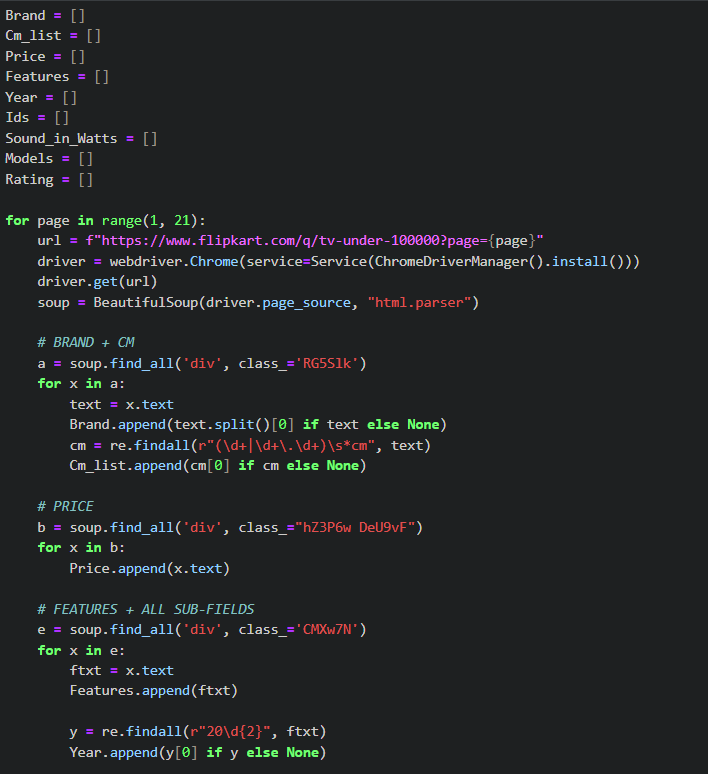 Brand = []
Cm_list = []
Price = []
Features = []
Year = []
Ids = []
Sound_in_Watts = []
Models = []
Rating = []

for page in range(1, 21):
    url = f"https://www.flipkart.com/q/tv-under-100000?page={page}"
    driver = webdriver.Chrome(service=Service(ChromeDriverManager().install()))
    driver.get(url)
    soup = BeautifulSoup(driver.page_source, "html.parser")

    # BRAND + CM
    a = soup.find_all('div', class_='RG5Slk')
    for x in a:
        text = x.text
        Brand.append(text.split()[0] if text else None)
        cm = re.findall(r"(\d+|\d+\.\d+)\s*cm", text)
        Cm_list.append(cm[0] if cm else None)

    # PRICE
    b = soup.find_all('div', class_="hZ3P6w DeU9vF")
    for x in b:
        Price.append(x.text)

    # FEATURES + ALL SUB-FIELDS
    e = soup.find_all('div', class_='CMXw7N')
    for x in e:
        ftxt = x.text
        Features.append(ftxt)

        y = re.findall(r"20\d{2}", ftxt)
        Year.append(y[0] if y else None)